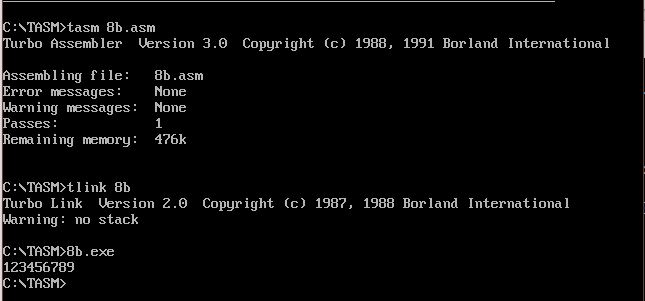 C:\TASM>tasm 8b.asm
Turbo Assembler  Version 3.0  Copyright (c) 1988, 1991 Borland International
Assembling file:   8b.asm
Error messages:    None
Warning messages:  None
Passes:            1
Remaining memory:  476k
C:\TASM>tlink 8b
Turbo Link  Version 2.0  Copyright (c) 1987, 1988 Borland International
Warning: no stack
C:\TASM>8b.exe
123456789
C:\TASM>